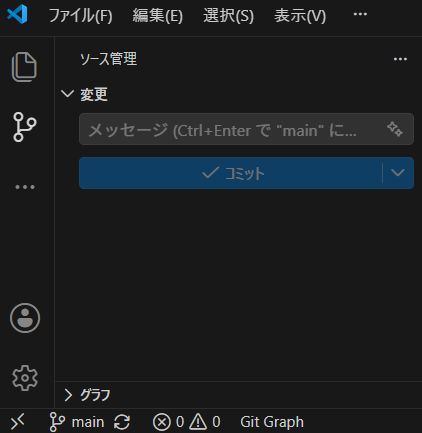 ファイル(F) 編集(E) 選択(S) 表示(V) ···
ソース管理 ···
変更
メッセージ (Ctrl+Enter で "main" に...
コミット
グラフ
main 0 0 Git Graph